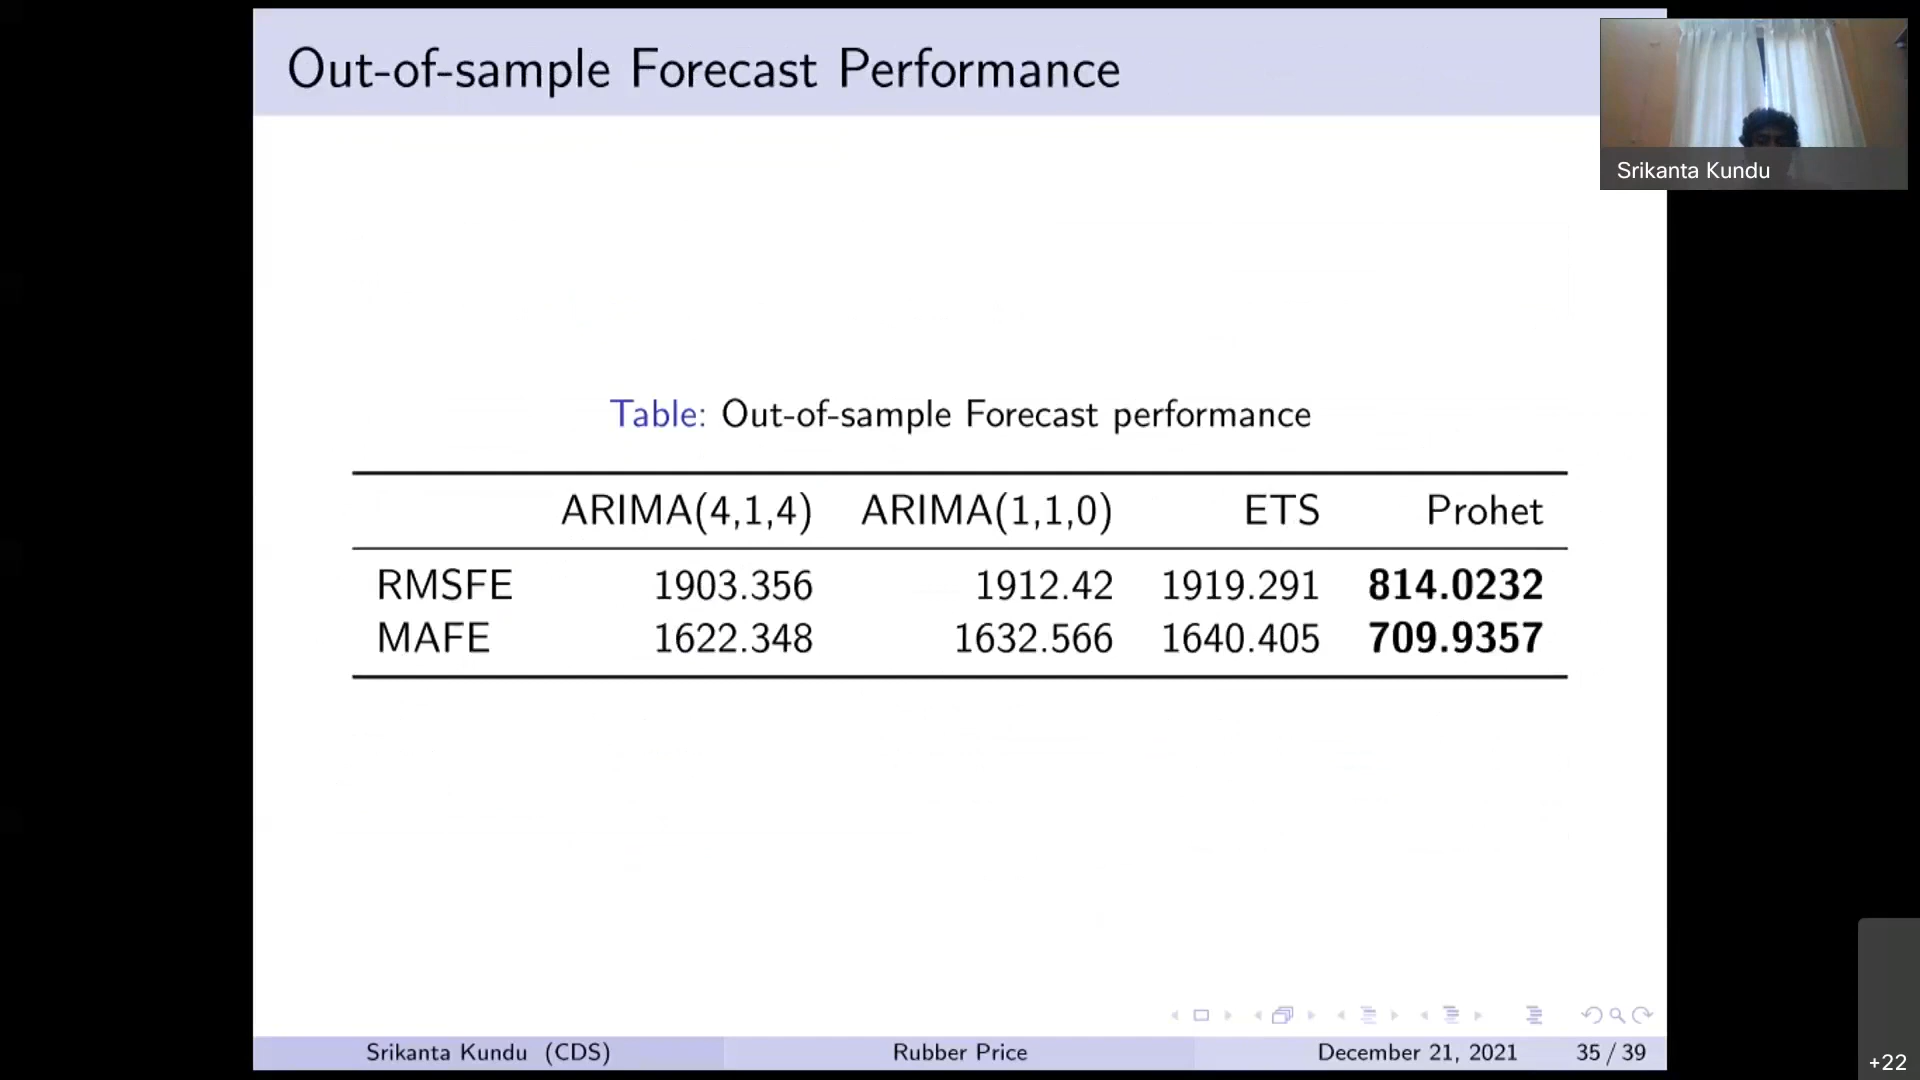 Out-of-sample Forecast Performance
Srikanta Kundu
Table: Out-of-sample Forecast performance
ARIMA(4,1,4) ARIMA(1,1,0) ETS Prohet
RMSFE 1903.356 1912.42 1919.291 814.0232
MAFE 1622.348 1632.566 1640.405 709.9357
Srikanta Kundu (CDS) Rubber Price December 21, 2021 35 / 39
+22